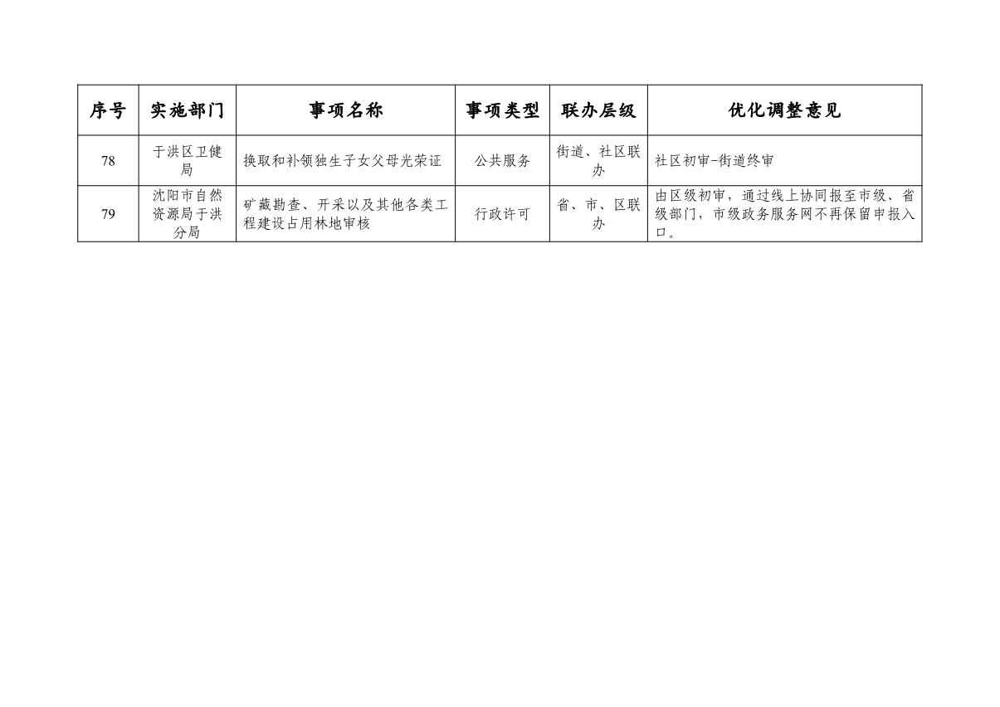 序号 实施部门 事项名称 事项类型 联办层级 优化调整意见
78 于洪区卫健局 换取和补领独生子女父母光荣证 公共服务 街道、社区联办 社区初审-街道终审
79 沈阳市自然资源局于洪分局 矿藏勘查、开采以及其他各类工程建设占用林地审核 行政许可 省、市、区联办 由区级初审，通过线上协同报至市级、省级部门，市级政务服务网不再保留申报入口。